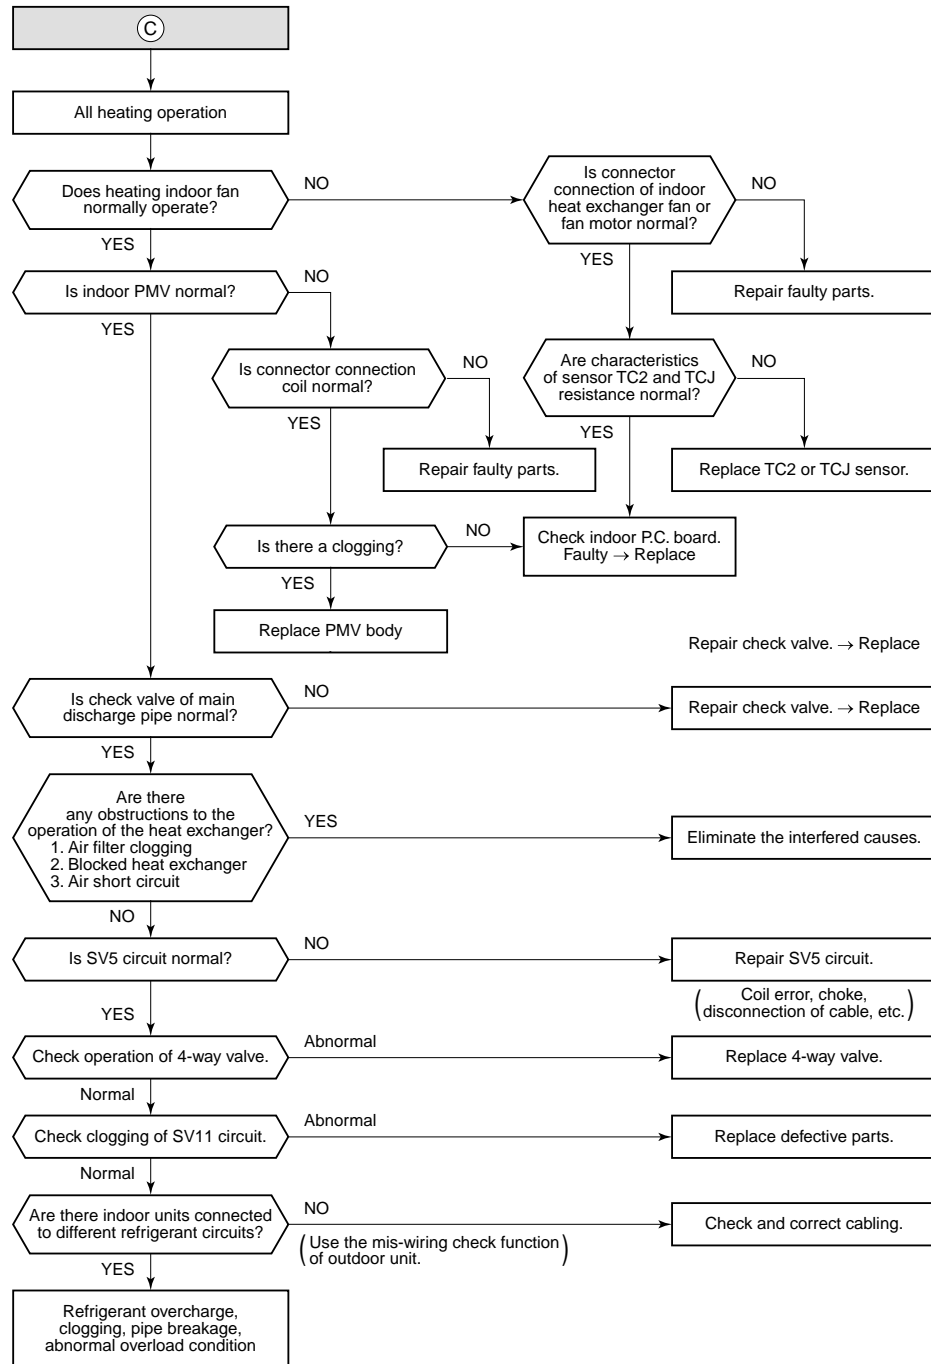 C
All heating operation
Does heating indoor fan
normally operate?
NO
YES
Is connector
connection of indoor
heat exchanger fan or
fan motor normal?
NO
YES
Repair faulty parts.
Is indoor PMV normal?
NO
YES
Is connector connection
coil normal?
NO
YES
Repair faulty parts.
Are characteristics
of sensor TC2 and TCJ
resistance normal?
NO
YES
Replace TC2 or TCJ sensor.
Is there a clogging?
NO
YES
Check indoor P.C. board.
Faulty → Replace
Replace PMV body
Repair check valve. → Replace
Is check valve of main
discharge pipe normal?
NO
YES
Repair check valve. → Replace
Are there
any obstructions to the
operation of the heat exchanger?
1. Air filter clogging
2. Blocked heat exchanger
3. Air short circuit
YES
NO
Eliminate the interfered causes.
Is SV5 circuit normal?
NO
YES
Repair SV5 circuit.
(Coil error, choke,
disconnection of cable, etc.)
Check operation of 4-way valve.
Abnormal
Normal
Replace 4-way valve.
Check clogging of SV11 circuit.
Abnormal
Normal
Replace defective parts.
Are there indoor units connected
to different refrigerant circuits?
NO
(Use the mis-wiring check function
of outdoor unit.)
YES
Check and correct cabling.
Refrigerant overcharge,
clogging, pipe breakage,
abnormal overload condition